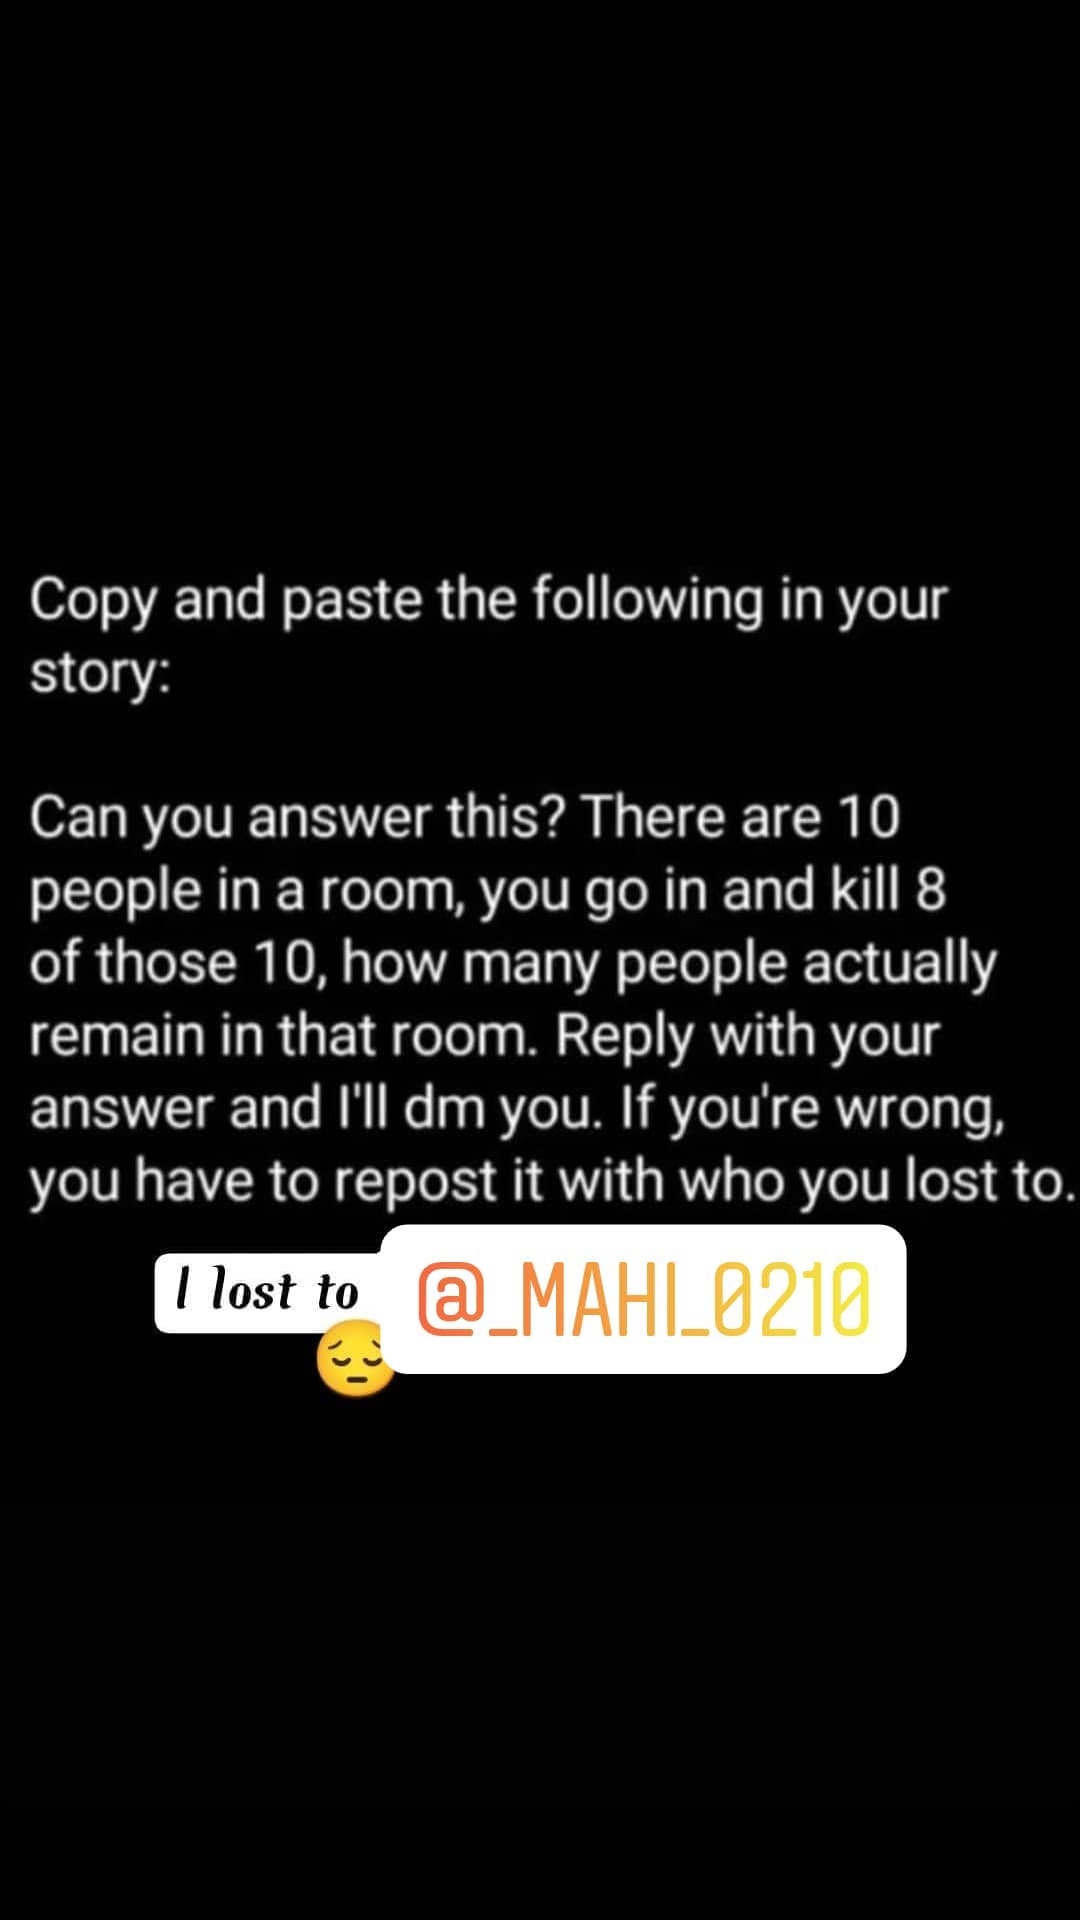 Copy and paste the following in your
story:
Can you answer this? There are 10
people in a room, you go in and kill 8
of those 10, how many people actually
remain in that room. Reply with your
answer and I'll dm you. If you're wrong,
you have to repost it with who you lost to.
I lost to @_MAHI_0210
😔